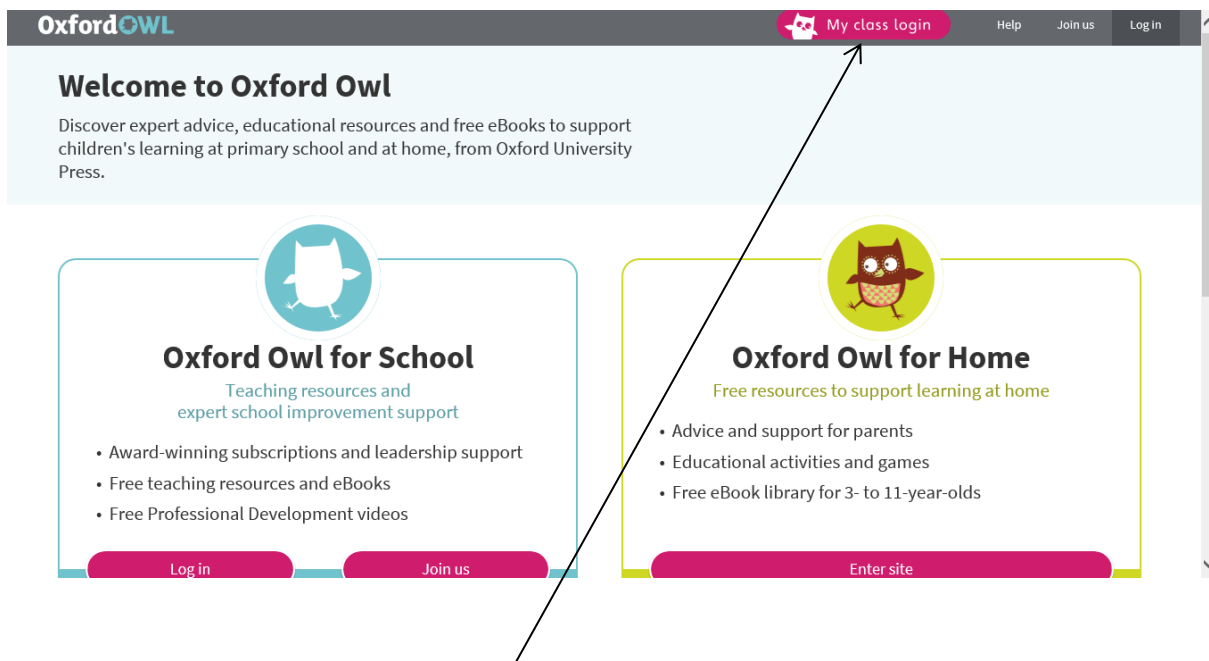 OxfordOWL
My class login
Help
Join us
Log in
Welcome to Oxford Owl
Discover expert advice, educational resources and free eBooks to support
children's learning at primary school and at home, from Oxford University
Press.
Oxford Owl for School
Teaching resources and
expert school improvement support
• Award-winning subscriptions and leadership support
• Free teaching resources and eBooks
• Free Professional Development videos
Log in
Join us
Oxford Owl for Home
Free resources to support learning at home
• Advice and support for parents
• Educational activities and games
• Free eBook library for 3- to 11-year-olds
Enter site